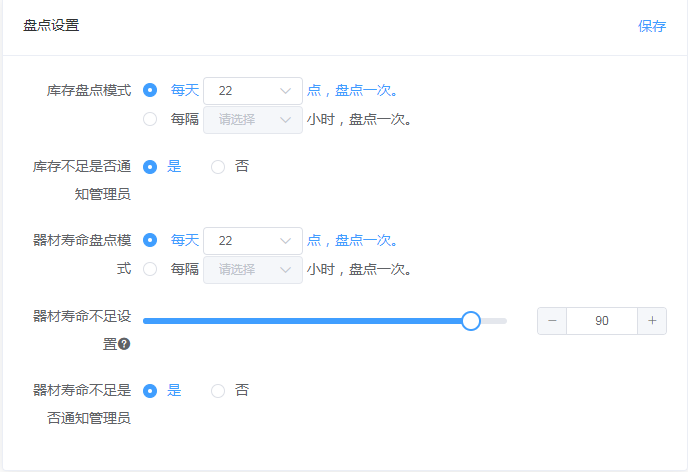 盘点设置
保存
库存盘点模式 每天 22 点，盘点一次。
每隔 请选择 小时，盘点一次。
库存不足是否通 是 否
知管理员
器材寿命盘点模 每天 22 点，盘点一次。
式 每隔 请选择 小时，盘点一次。
器材寿命不足设 − 90 +
置?
器材寿命不足是 是 否
否通知管理员